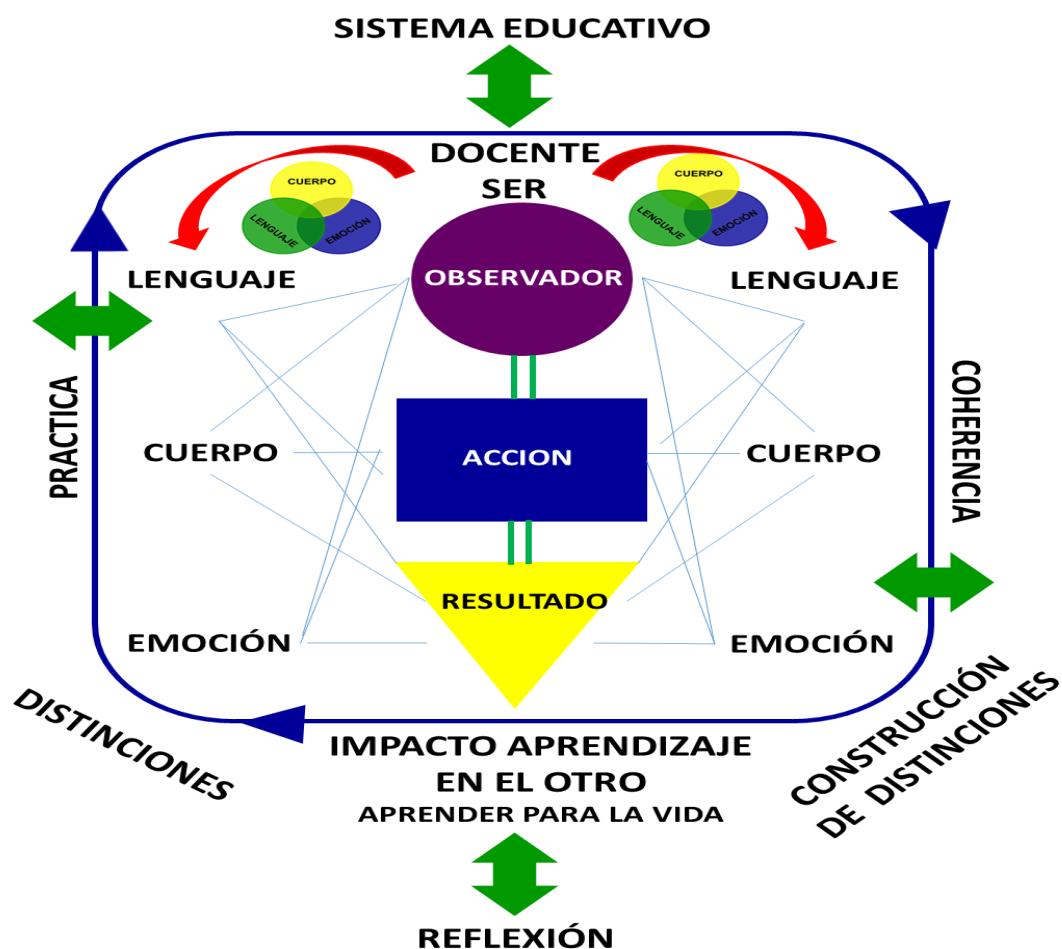 SISTEMA EDUCATIVO
DOCENTE
SER
CUERPO
LENGUAJE
EMOCIÓN
CUERPO
LENGUAJE
EMOCIÓN
LENGUAJE
OBSERVADOR
LENGUAJE
PRACTICA
CUERPO
ACCION
CUERPO
COHERENCIA
RESULTADO
EMOCIÓN
EMOCIÓN
DISTINCIONES
CONSTRUCCIÓN
DE DISTINCIONES
IMPACTO APRENDIZAJE
EN EL OTRO
APRENDER PARA LA VIDA
REFLEXIÓN